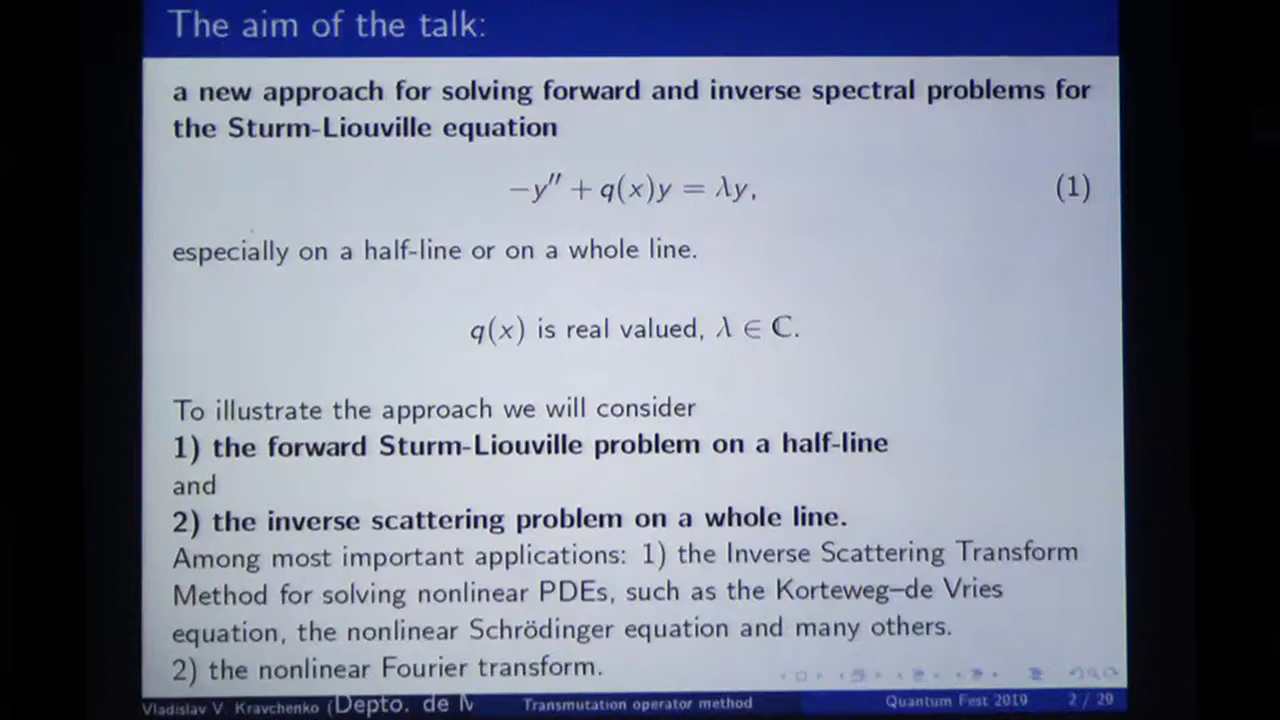 The aim of the talk:
a new approach for solving forward and inverse spectral problems for
the Sturm-Liouville equation
−y″ + q(x)y = λy, (1)
especially on a half-line or on a whole line.
q(x) is real valued, λ ∈ ℂ.
To illustrate the approach we will consider
1) the forward Sturm-Liouville problem on a half-line
and
2) the inverse scattering problem on a whole line.
Among most important applications: 1) the Inverse Scattering Transform
Method for solving nonlinear PDEs, such as the Korteweg–de Vries
equation, the nonlinear Schrödinger equation and many others.
2) the nonlinear Fourier transform.
Vladislav V. Kravchenko (Depto. de M Transmutation operator method Quantum Fest 2019 2 / 29